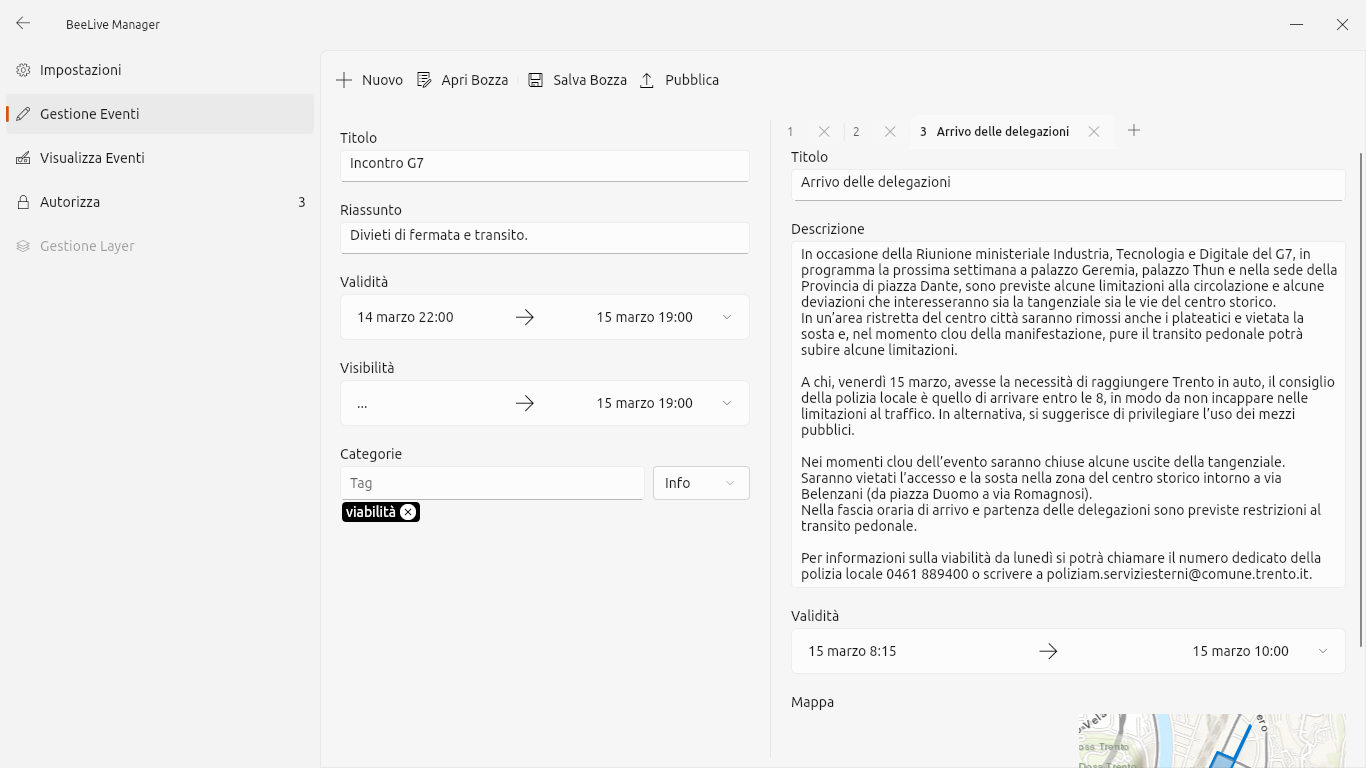 BeeLive Manager
Impostazioni
Gestione Eventi
Visualizza Eventi
Autorizza 3
Gestione Layer
Nuovo Apri Bozza Salva Bozza Pubblica
Titolo
Incontro G7
Riassunto
Divieti di fermata e transito.
Validità
14 marzo 22:00 15 marzo 19:00
Visibilità
... 15 marzo 19:00
Categorie
Tag Info
viabilità
1 2 3 Arrivo delle delegazioni
Titolo
Arrivo delle delegazioni
Descrizione
In occasione della Riunione ministeriale Industria, Tecnologia e Digitale del G7, in
programma la prossima settimana a palazzo Geremia, palazzo Thun e nella sede della
Provincia di piazza Dante, sono previste alcune limitazioni alla circolazione e alcune
deviazioni che interesseranno sia la tangenziale sia le vie del centro storico.
In un’area ristretta del centro città saranno rimossi anche i plateatici e vietata la
sosta e, nel momento clou della manifestazione, pure il transito pedonale potrà
subire alcune limitazioni.
A chi, venerdì 15 marzo, avesse la necessità di raggiungere Trento in auto, il consiglio
della polizia locale è quello di arrivare entro le 8, in modo da non incappare nelle
limitazioni al traffico. In alternativa, si suggerisce di privilegiare l’uso dei mezzi
pubblici.
Nei momenti clou dell’evento saranno chiuse alcune uscite della tangenziale.
Saranno vietati l’accesso e la sosta nella zona del centro storico intorno a via
Belenzani (da piazza Duomo a via Romagnosi).
Nella fascia oraria di arrivo e partenza delle delegazioni sono previste restrizioni al
transito pedonale.
Per informazioni sulla viabilità da lunedì si potrà chiamare il numero dedicato della
polizia locale 0461 889400 o scrivere a poliziam.serviziesterni@comune.trento.it.
Validità
15 marzo 8:15 15 marzo 10:00
Mappa
oss Trento
Doss Trento